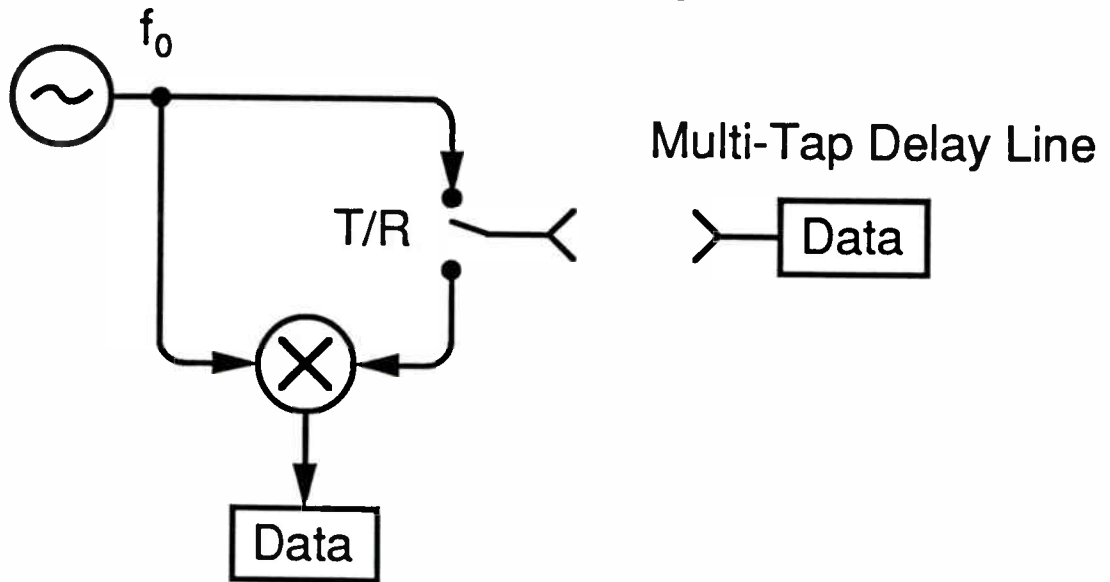 f₀
Multi-Tap Delay Line
T/R
Data
Data